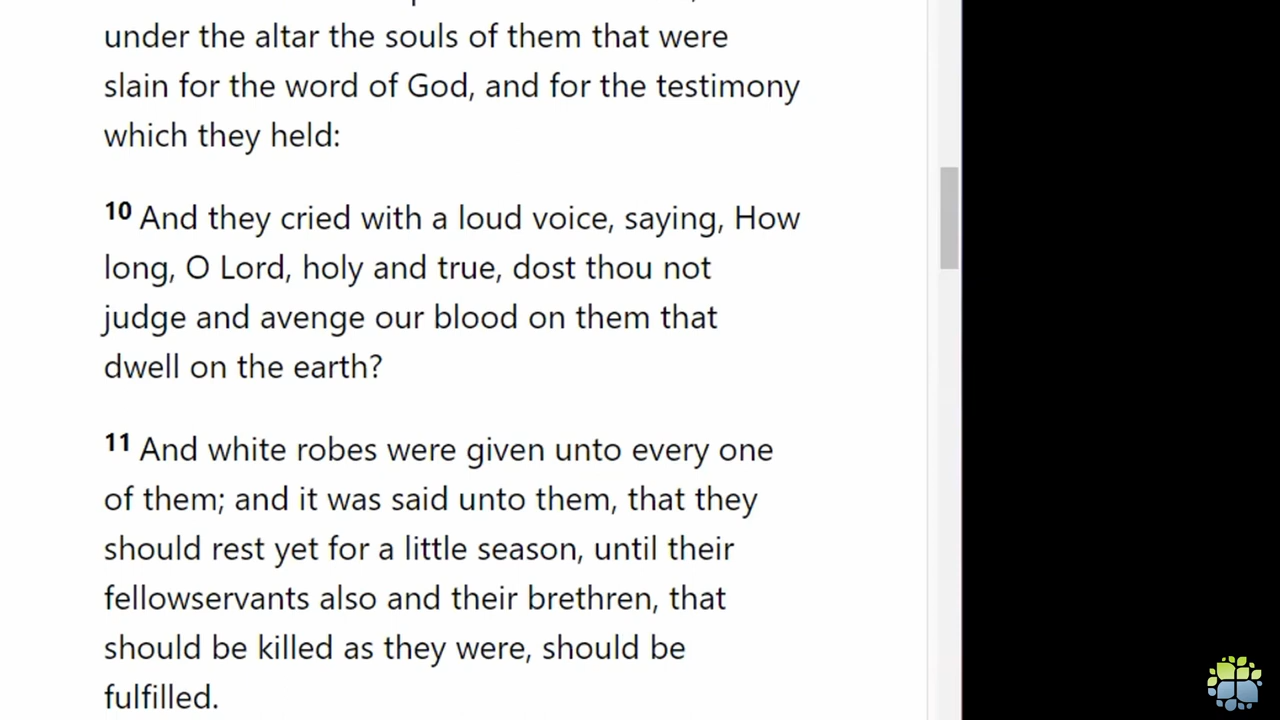 under the altar the souls of them that were
slain for the word of God, and for the testimony
which they held:
10 And they cried with a loud voice, saying, How
long, O Lord, holy and true, dost thou not
judge and avenge our blood on them that
dwell on the earth?
11 And white robes were given unto every one
of them; and it was said unto them, that they
should rest yet for a little season, until their
fellowservants also and their brethren, that
should be killed as they were, should be
fulfilled.